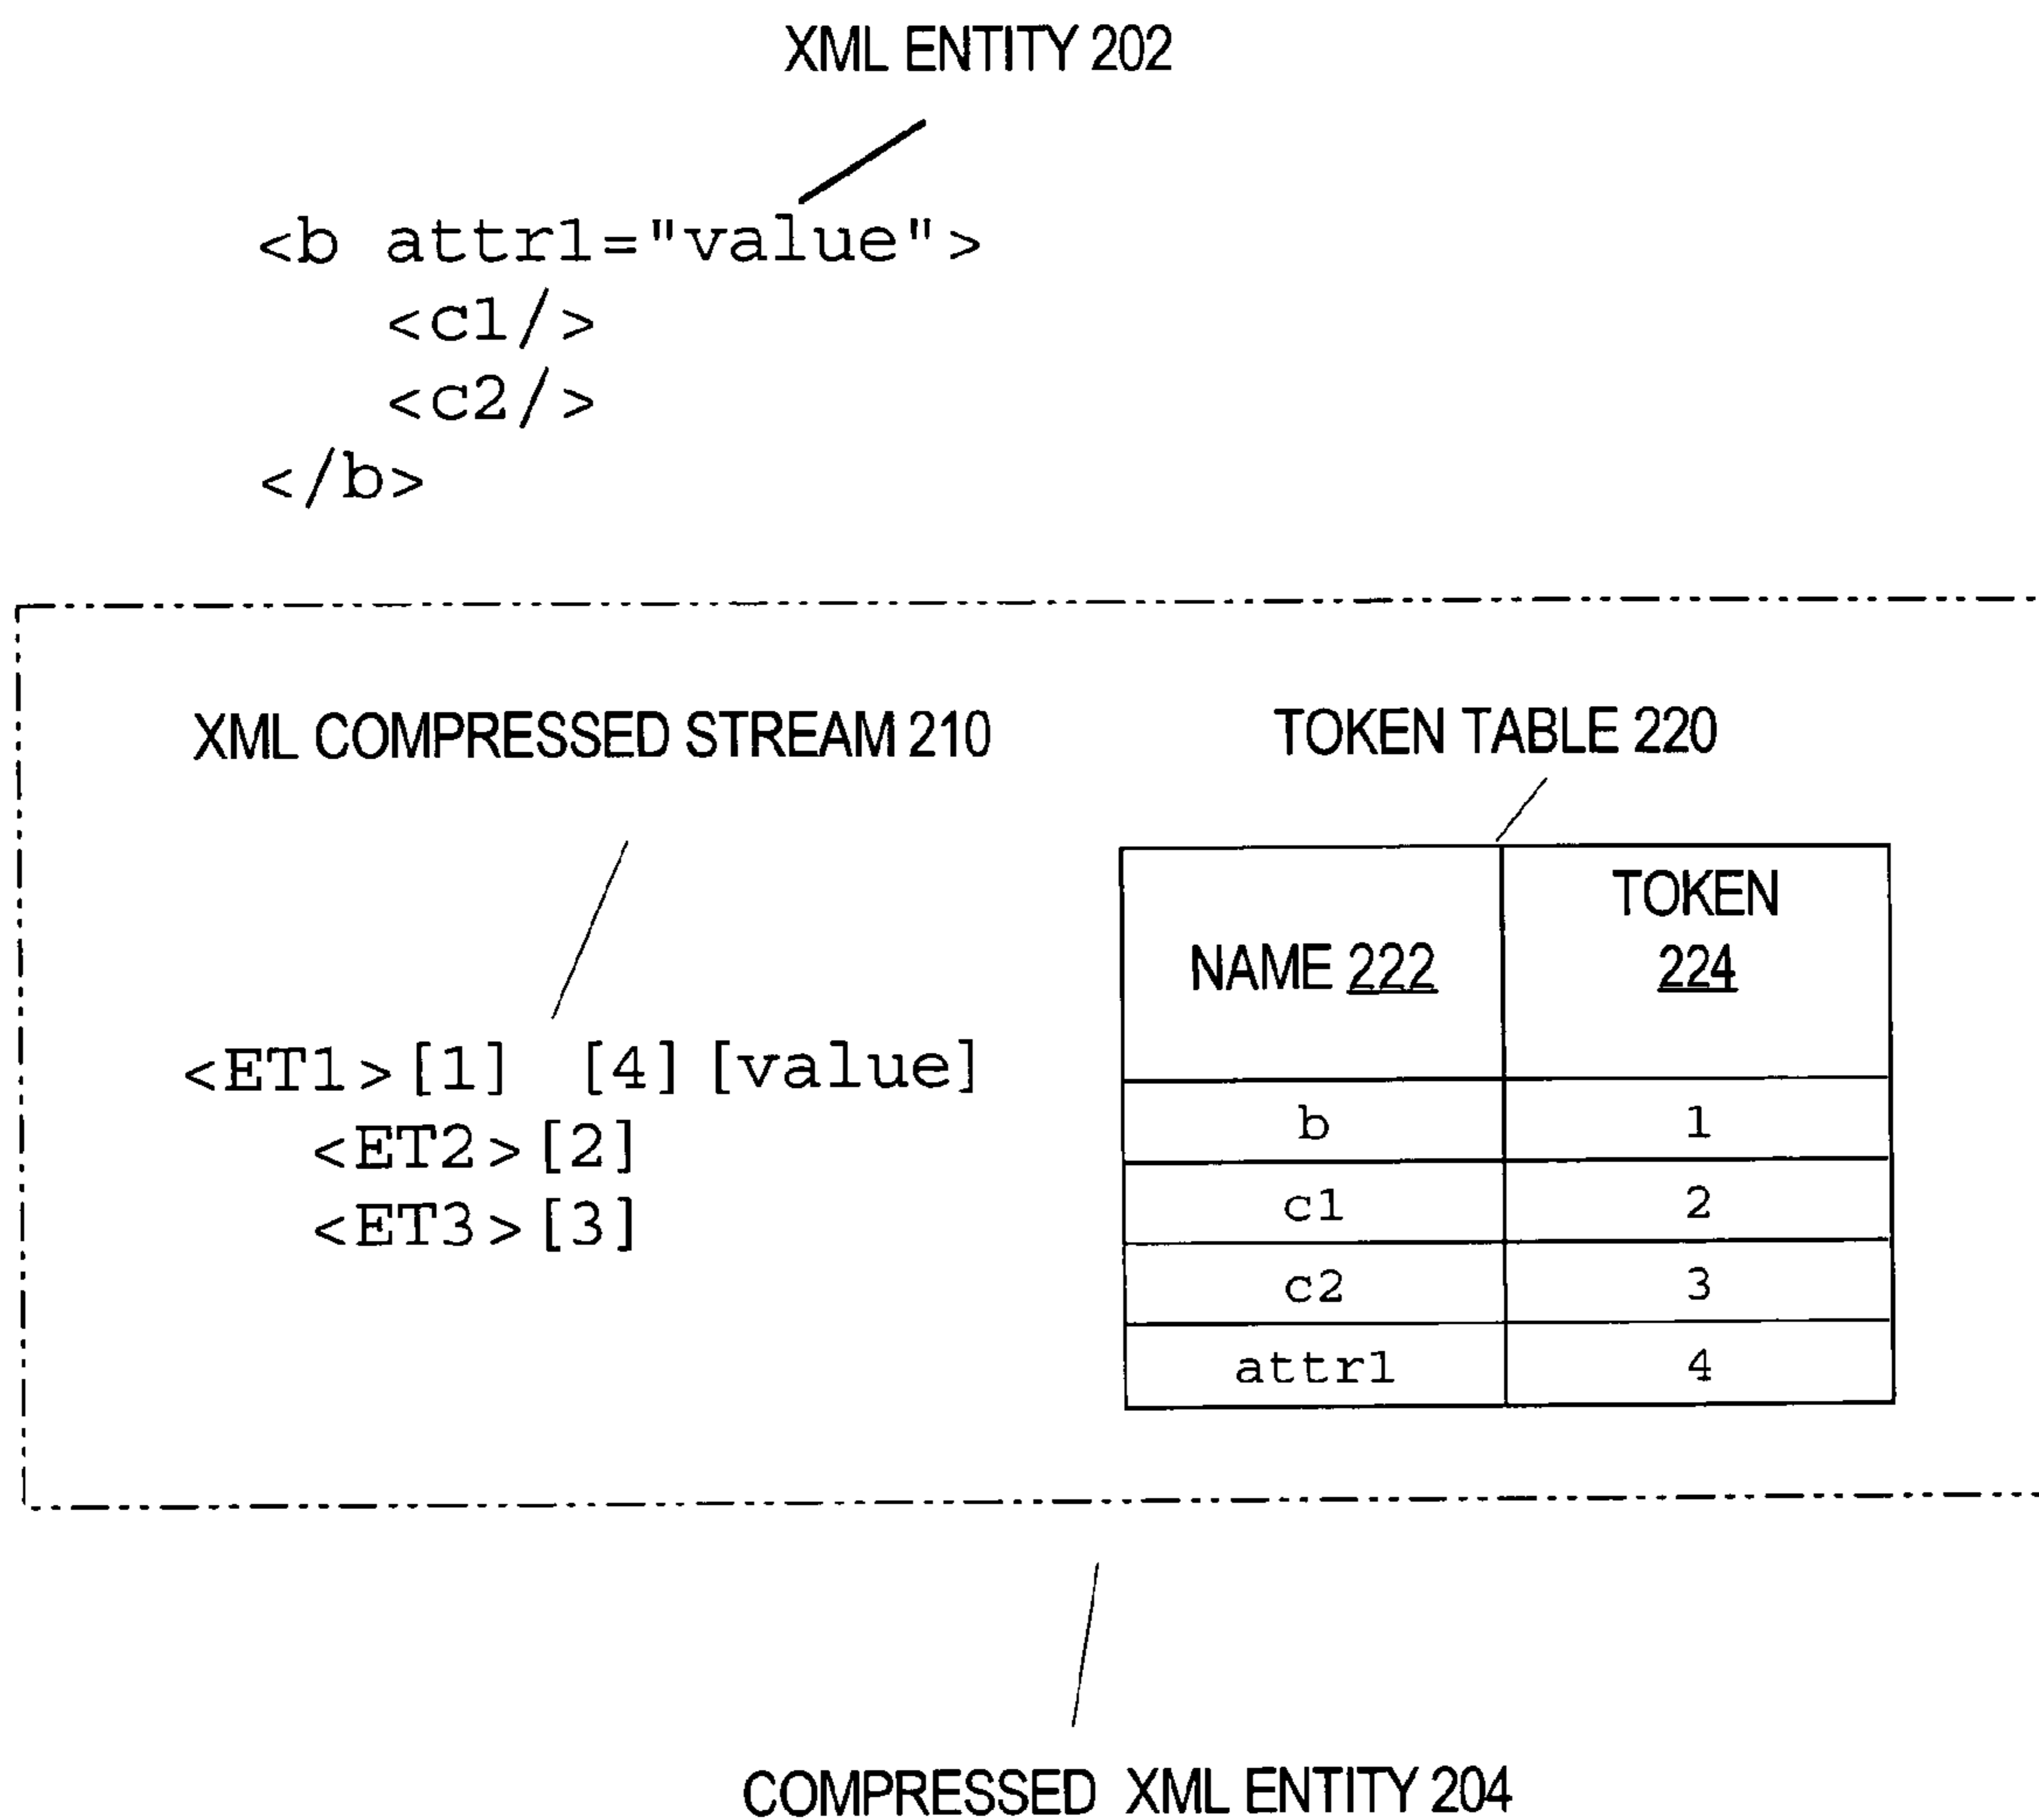 XML ENTITY 202
<b attr1="value">
<c1/>
<c2/>
</b>
XML COMPRESSED STREAM 210
<ET1>[1] [4][value]
<ET2>[2]
<ET3>[3]
TOKEN TABLE 220
NAME 222
TOKEN
224
b 1
c1 2
c2 3
attr1 4
COMPRESSED XML ENTITY 204